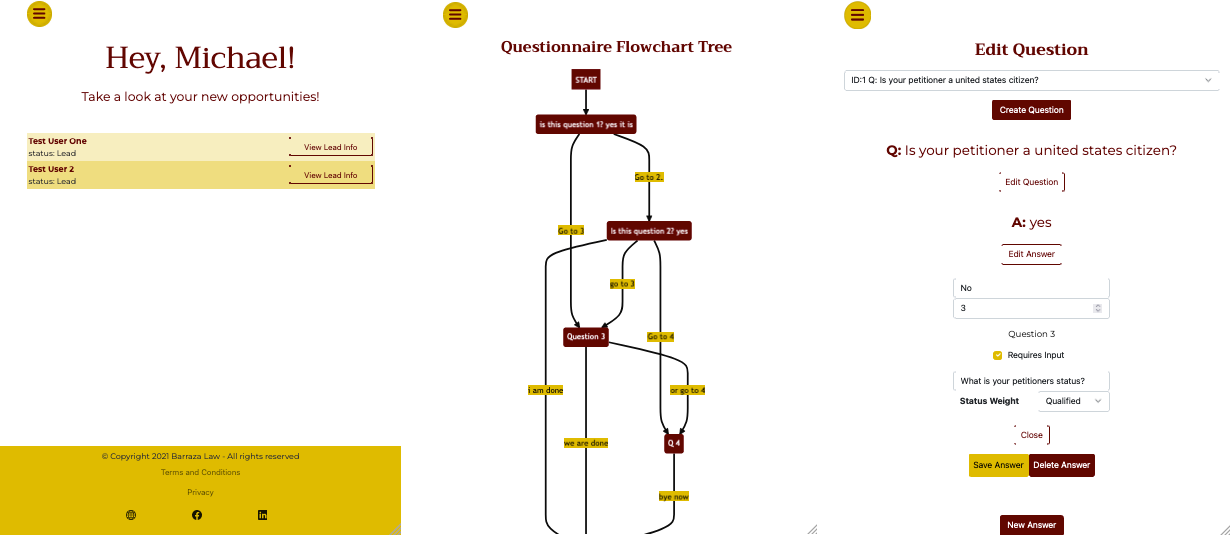 Hey, Michael!
Take a look at your new opportunities!
Test User One
status: Lead
View Lead Info
Test User 2
status: Lead
View Lead Info
© Copyright 2021 Barraza Law - All rights reserved
Terms and Conditions
Privacy
Questionnaire Flowchart Tree
START
is this question 1? yes it is
Go to 2.
Go to 3
Is this question 2? yes
go to 3
Question 3
Go to 4
am done
or go to 4
we are done
Q 4
bye now
Edit Question
ID:1 Q: Is your petitioner a united states citizen?
Create Question
Q: Is your petitioner a united states citizen?
Edit Question
A: yes
Edit Answer
No
3
Question 3
Requires Input
What is your petitioners status?
Status Weight
Qualified
Close
Save Answer
Delete Answer
New Answer